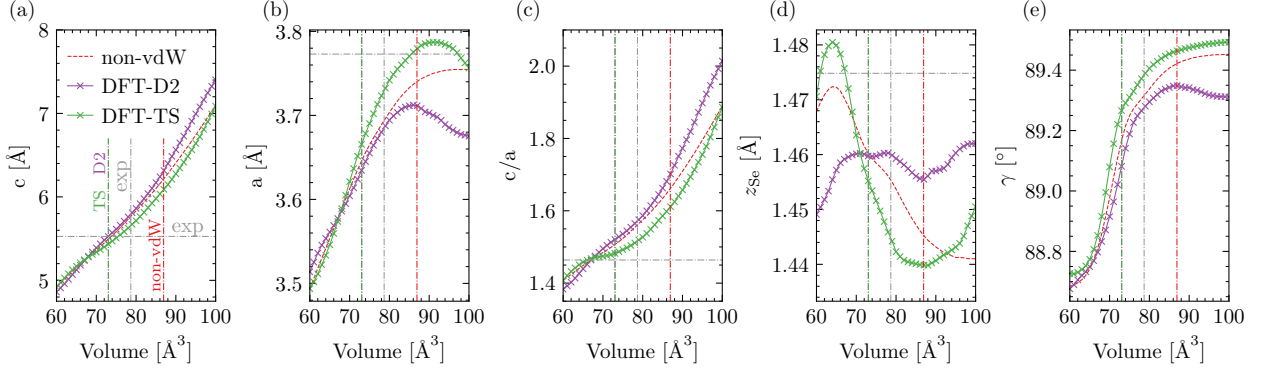 (a)
(b)
(c)
(d)
(e)
c [Å]
8
7
6
5
non-vdW
DFT-D2
DFT-TS
TS
D2
exp
non-vdW
exp
60 70 80 90 100
Volume [Å³]
a [Å]
3.8
3.7
3.6
3.5
60 70 80 90 100
Volume [Å³]
c/a
2.0
1.8
1.6
1.4
60 70 80 90 100
Volume [Å³]
z_Se [Å]
1.48
1.47
1.46
1.45
1.44
60 70 80 90 100
Volume [Å³]
γ [°]
89.4
89.2
89.0
88.8
60 70 80 90 100
Volume [Å³]